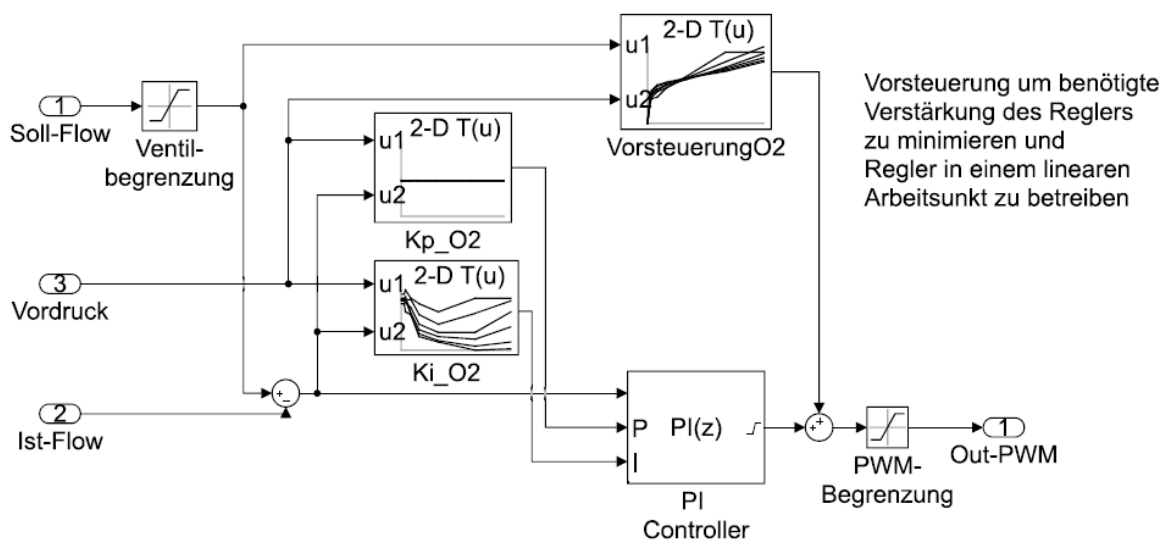 2-D T(u)
u1
u2
VorsteuerungO2
Vorsteuerung um benötigte
Verstärkung des Reglers
zu minimieren und
Regler in einem linearen
Arbeitsunkt zu betreiben
1
Soll-Flow
Ventil-
begrenzung
2-D T(u)
u1
u2
Kp_O2
3
Vordruck
2-D T(u)
u1
u2
Ki_O2
+
−
2
Ist-Flow
P
I
PI(z)
PI
Controller
+
+
PWM-
Begrenzung
1
Out-PWM